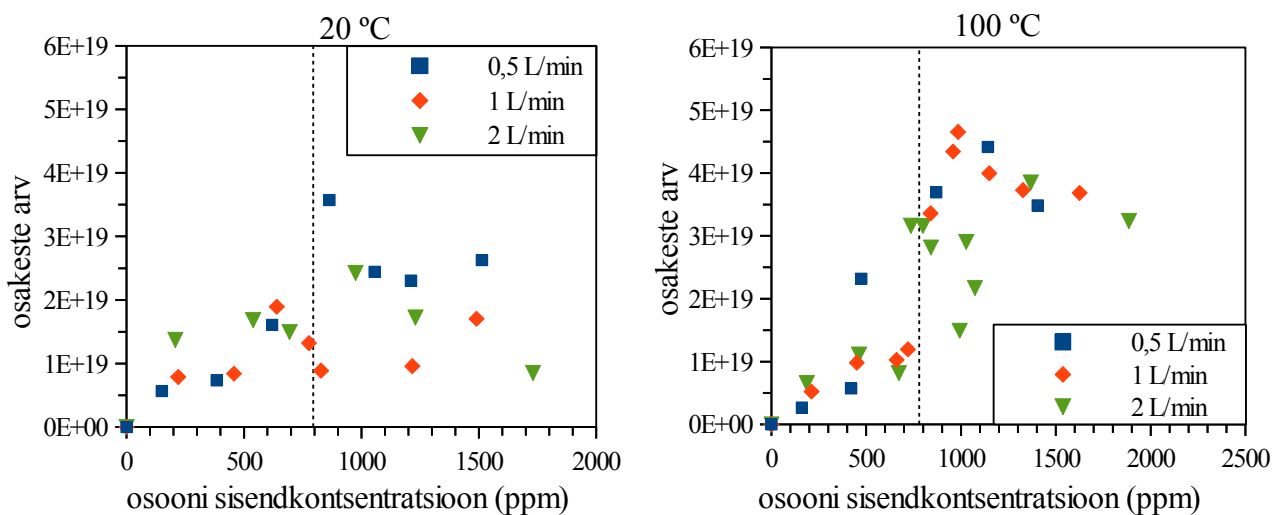 20 ºC
6E+19
5E+19
4E+19
3E+19
2E+19
1E+19
0E+00
osakeste arv
0,5 L/min
1 L/min
2 L/min
0
500
1000
1500
2000
osooni sisendkontsentratsioon (ppm)
100 ºC
6E+19
5E+19
4E+19
3E+19
2E+19
1E+19
0E+00
osakeste arv
0,5 L/min
1 L/min
2 L/min
0
500
1000
1500
2000
2500
osooni sisendkontsentratsioon (ppm)